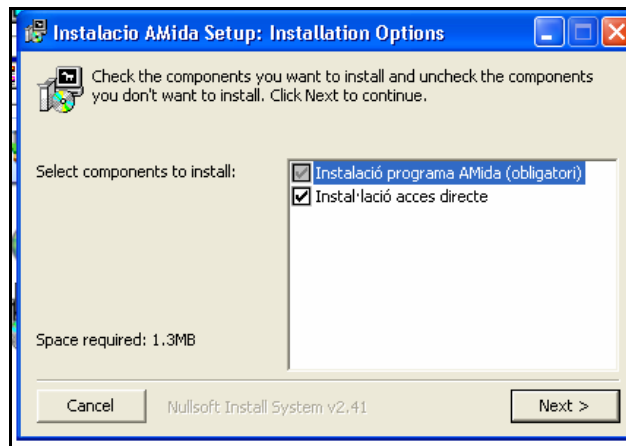 Instalacio AMida Setup: Installation Options
Check the components you want to install and uncheck the components
you don't want to install. Click Next to continue.
Select components to install:
Instalació programa AMida (obligatori)
Instal·lació acces directe
Space required: 1.3MB
Cancel
Nullsoft Install System v2.41
Next >